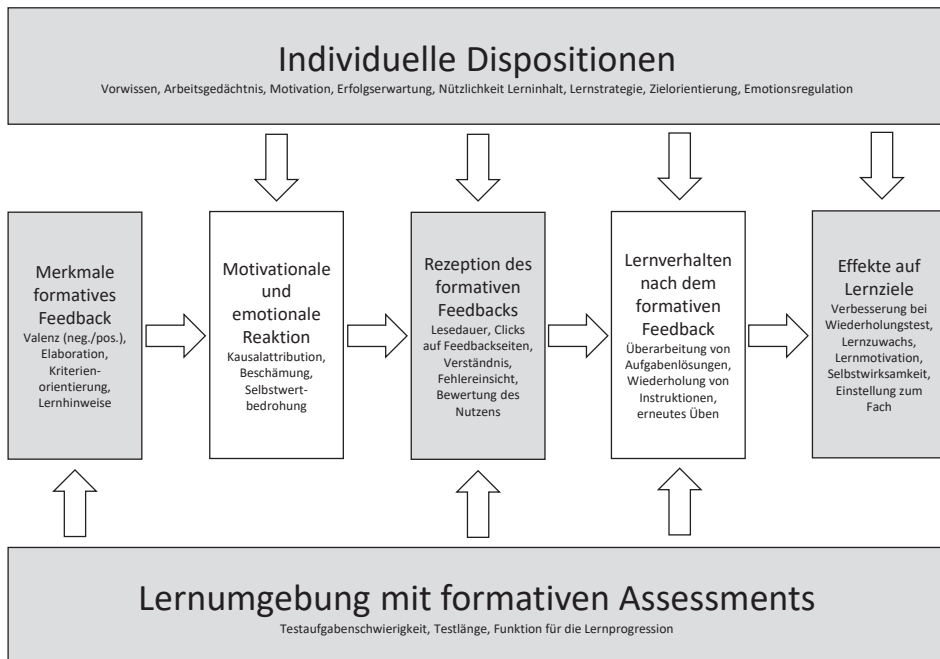 Individuelle Dispositionen
Vorwissen, Arbeitsgedächtnis, Motivation, Erfolgserwartung, Nützlichkeit Lerninhalt, Lernstrategie, Zielorientierung, Emotionsregulation
Merkmale
formatives
Feedback
Valenz (neg./pos.),
Elaboration,
Kriterien-
orientierung,
Lernhinweise
Motivationale
und
emotionale
Reaktion
Kausalattribution,
Beschämung,
Selbstwert-
bedrohung
Rezeption des
formativen
Feedbacks
Lesedauer, Clicks
auf Feedbackseiten,
Verständnis,
Fehlereinsicht,
Bewertung des
Nutzens
Lernverhalten
nach dem
formativen
Feedback
Überarbeitung von
Aufgabenlösungen,
Wiederholung von
Instruktionen,
erneutes Üben
Effekte auf
Lernziele
Verbesserung bei
Wiederholungstest,
Lernzuwachs,
Lernmotivation,
Selbstwirksamkeit,
Einstellung zum
Fach
Lernumgebung mit formativen Assessments
Testaufgabenschwierigkeit, Testlänge, Funktion für die Lernprogression